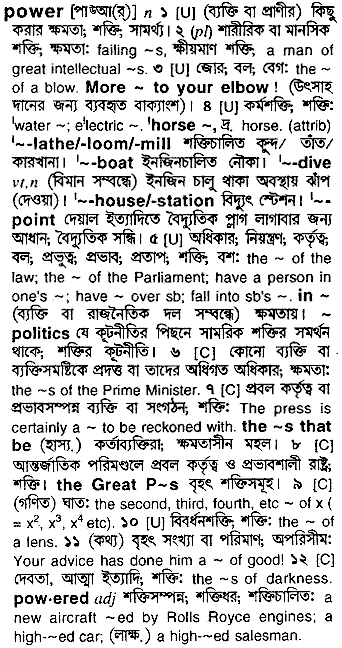 power [পাঙআ(র্)] n ১ [U] (ব্যক্তি বা প্রাণীর) কিছু
করার ক্ষমতা; শক্তি; সামর্থ্য। ২ (pl) শারীরিক বা মানসিক
শক্তি, ক্ষমতা: failing ~s, ক্ষীয়মাণ শক্তি, a man of
great intellectual ~s. ৩ [U] জোর; বল, বেগ: the ~
of a blow. More ~ to your elbow ! (উৎসাহ
দানের জন্য ব্যবহৃত বাক্যাংশ)। ৪ [U] কর্মশক্তি, শক্তি:
ˈwater ~; eˈlectric ~. ˈhorse ~, দ্র. horse. (attrib)
ˈ~-lathe/-loom/-mill শক্তিচালিত কুন্দ/ তাঁত/
কারখানা। ˈ~-boat ইনজিনচালিত নৌকা। ˈ~-dive
vt,n (বিমান সম্বন্ধে) ইনজিন চালু থাকা অবস্থায় ঝাঁপ
(দেওয়া)। ˈ~-house/-station বিদ্যুৎ স্টেশন। ˈ~-
point দেয়াল ইত্যাদিতে বৈদ্যুতিক প্লাগ লাগাবার জন্য
আধান; বৈদ্যুতিক সন্ধি। ৫ [U] অধিকার; নিয়ন্ত্রণ, কর্তৃত্ব;
বল; প্রভুত্ব; প্রভাব; প্রতাপ; শক্তি, বশ: the ~ of the
law; the ~ of the Parliament; have a person in
one's ~; have ~ over sb; fall into sb's ~. in ~
(ব্যক্তি বা রাজনৈতিক দল সম্বন্ধে) ক্ষমতায়। ~
politics যে কূটনীতির পিছনে সামরিক শক্তির সমর্থন
থাকে; শক্তির কূটনীতি। ৬ [C] কোনো ব্যক্তি বা
ব্যক্তিসমষ্টিকে প্রদত্ত বা তাদের অধিগত অধিকার; ক্ষমতা:
the ~s of the Prime Minister. ৭ [C] প্রবল কর্তৃত্ব বা
প্রভাবসম্পন্ন ব্যক্তি বা সংগঠন; শক্তি: The press is
certainly a ~ to be reckoned with. the ~s that
be (হাস্য.) কর্তাব্যক্তিরা; ক্ষমতাসীন মহল। ৮ [C]
আন্তর্জাতিক পরিমণ্ডলে প্রবল কর্তৃত্ব ও প্রভাবশালী রাষ্ট্র;
শক্তি। the Great P~s বৃহৎ শক্তিসমূহ। ৯ [C]
(গণিত) ঘাত: the second, third, fourth, etc ~ of x (
= x², x³, x⁴ etc). ১০ [U] বিবর্ধনশক্তি; শক্তি: the ~ of
a lens. ১১ (কথ্য) বৃহৎ সংখ্যা বা পরিমাণ; অপরিসীম:
Your advice has done him a ~ of good! ১২ [C]
দেবতা, আত্মা ইত্যাদি; শক্তি: the ~s of darkness.
pow·ered adj শক্তিসম্পন্ন; শক্তিধর; শক্তিচালিত: a
new aircraft ~ed by Rolls Royce engines; a
high-~ed car; (লাক্ষ.) a high-~ed salesman.